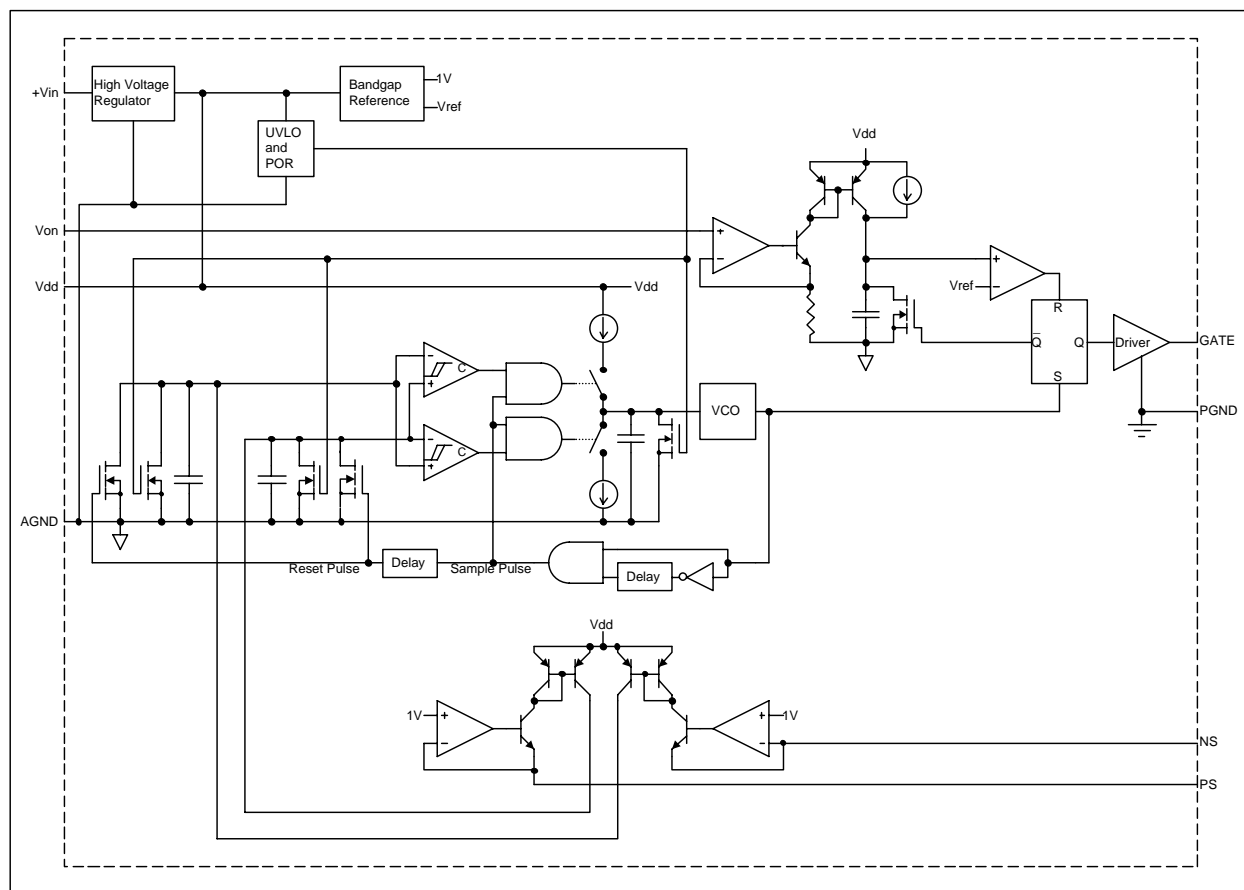 +Vin
High Voltage
Regulator
Bandgap
Reference
1V
Vref
UVLO
and
POR
Vdd
Von
+
-
+
-
Vref
Vdd
Vdd
R
Q̅
Q
S
Driver
GATE
PGND
-
+
C
-
+
C
VCO
AGND
Reset Pulse
Delay
Sample Pulse
Delay
Vdd
1V
+
-
+
-
1V
NS
PS